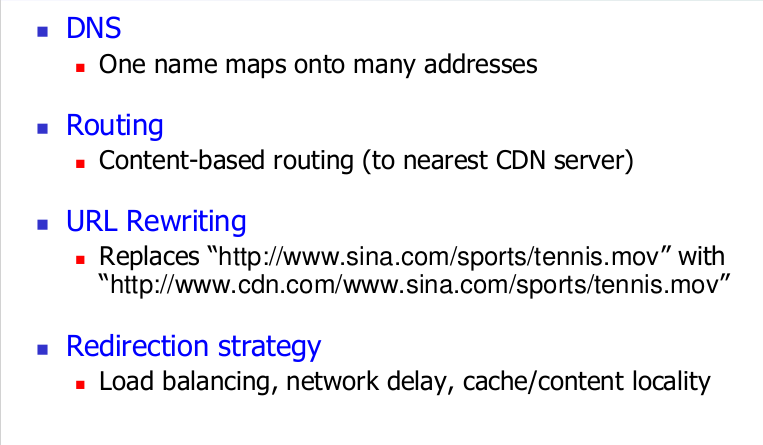 DNS
One name maps onto many addresses
Routing
Content-based routing (to nearest CDN server)
URL Rewriting
Replaces “http://www.sina.com/sports/tennis.mov” with
“http://www.cdn.com/www.sina.com/sports/tennis.mov”
Redirection strategy
Load balancing, network delay, cache/content locality